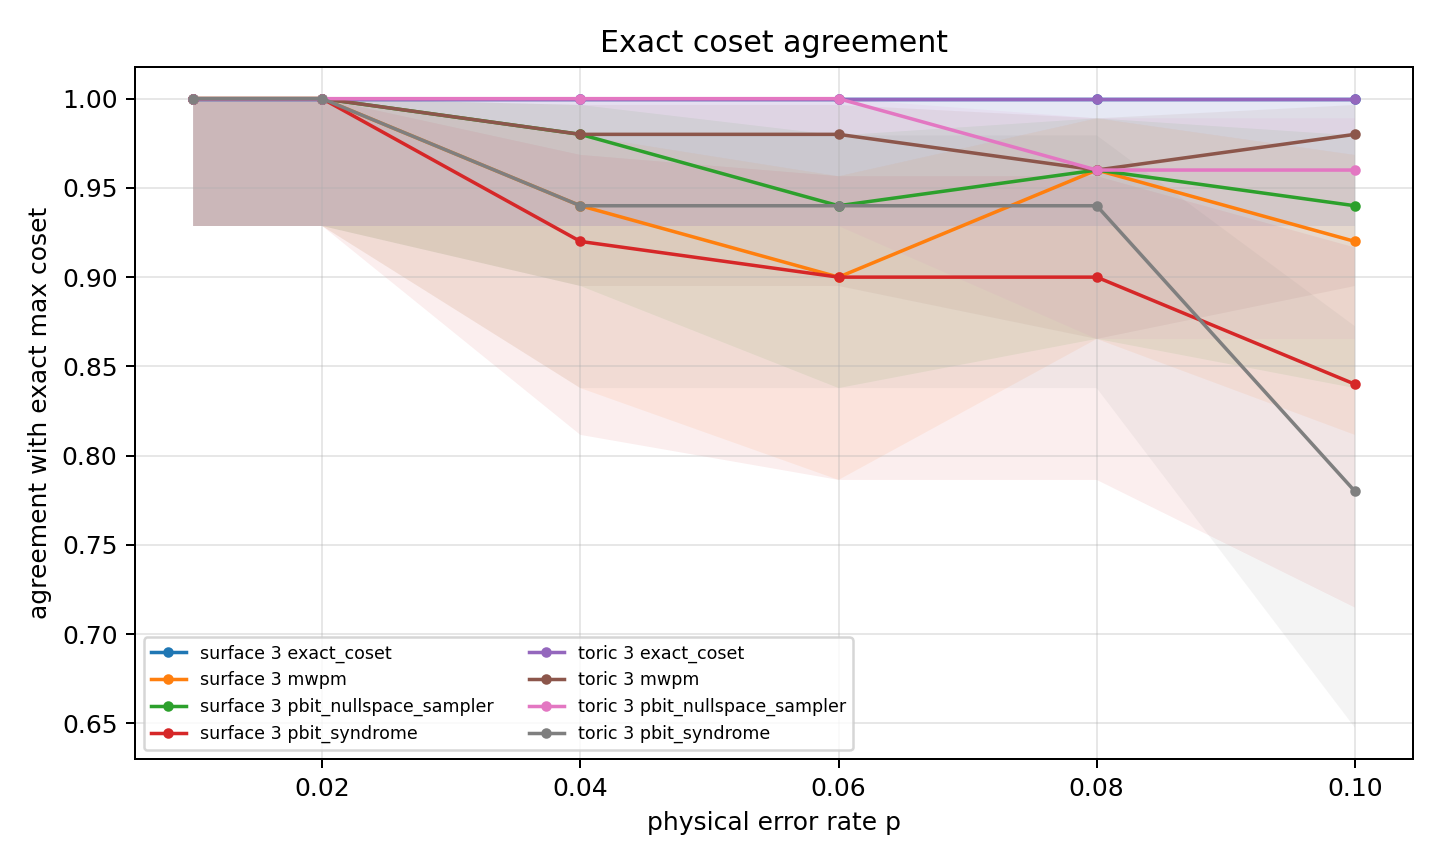 Exact coset agreement
agreement with exact max coset
1.00
0.95
0.90
0.85
0.80
0.75
0.70
0.65
surface 3 exact_coset
surface 3 mwpm
surface 3 pbit_nullspace_sampler
surface 3 pbit_syndrome
toric 3 exact_coset
toric 3 mwpm
toric 3 pbit_nullspace_sampler
toric 3 pbit_syndrome
0.02 0.04 0.06 0.08 0.10
physical error rate p